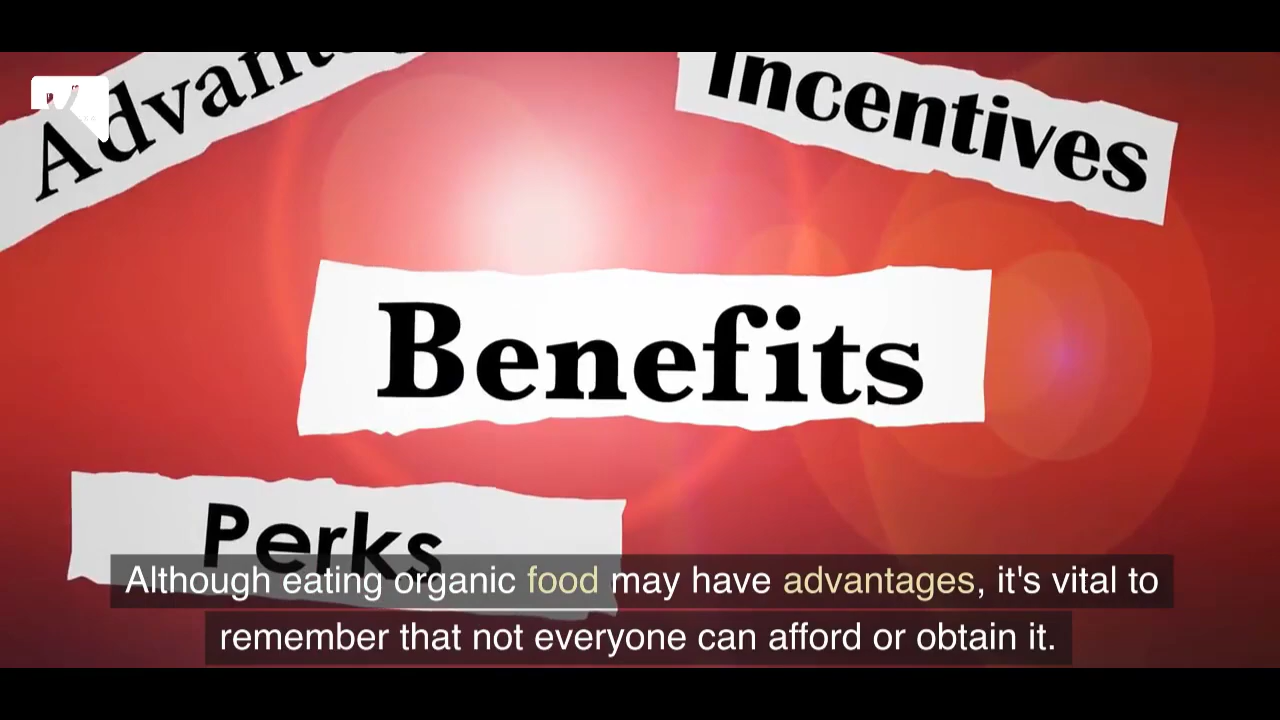 Incentives
Benefits
Perks
Although eating organic food may have advantages, it's vital to
remember that not everyone can afford or obtain it.